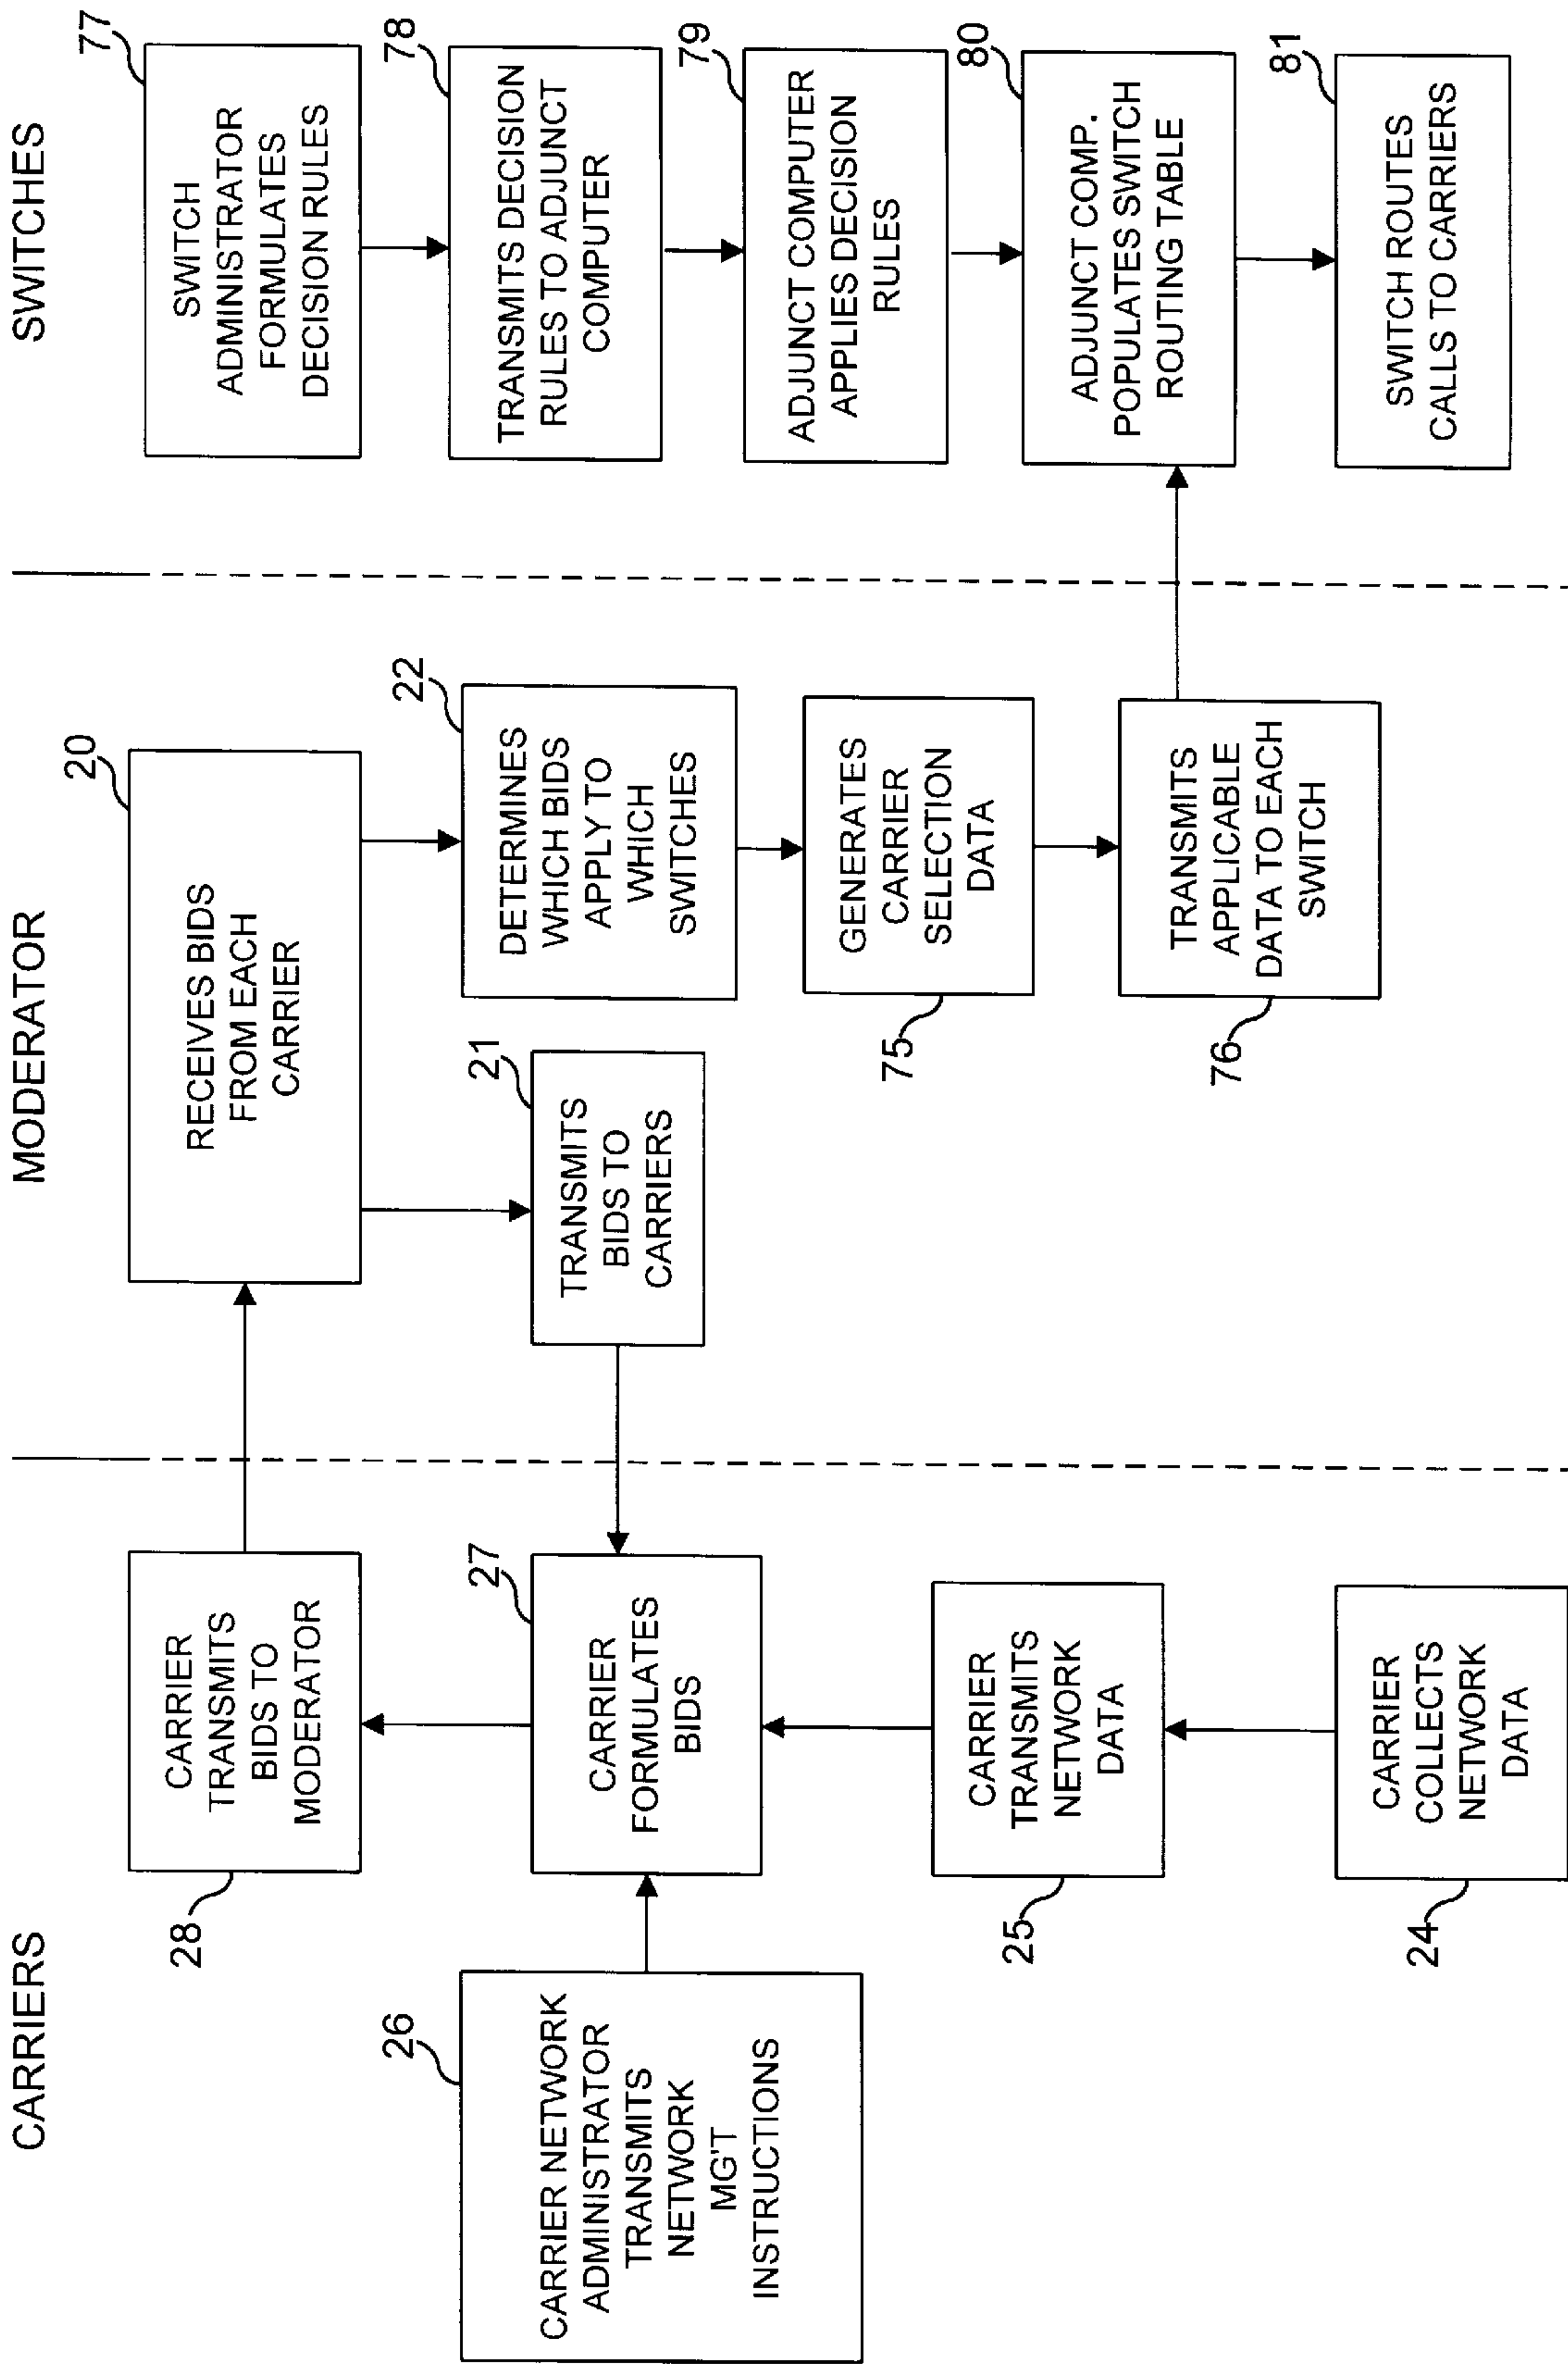 CARRIERS
MODERATOR
SWITCHES
28
CARRIER
TRANSMITS
BIDS TO
MODERATOR
26
CARRIER NETWORK
ADMINISTRATOR
TRANSMITS
NETWORK
MG'T
INSTRUCTIONS
27
CARRIER
FORMULATES
BIDS
25
CARRIER
TRANSMITS
NETWORK
DATA
24
CARRIER
COLLECTS
NETWORK
DATA
20
RECEIVES BIDS
FROM EACH
CARRIER
21
TRANSMITS
BIDS TO
CARRIERS
22
DETERMINES
WHICH BIDS
APPLY TO
WHICH
SWITCHES
75
GENERATES
CARRIER
SELECTION
DATA
76
TRANSMITS
APPLICABLE
DATA TO EACH
SWITCH
77
SWITCH
ADMINISTRATOR
FORMULATES
DECISION RULES
78
TRANSMITS DECISION
RULES TO ADJUNCT
COMPUTER
79
ADJUNCT COMPUTER
APPLIES DECISION
RULES
80
ADJUNCT COMP.
POPULATES SWITCH
ROUTING TABLE
81
SWITCH ROUTES
CALLS TO CARRIERS